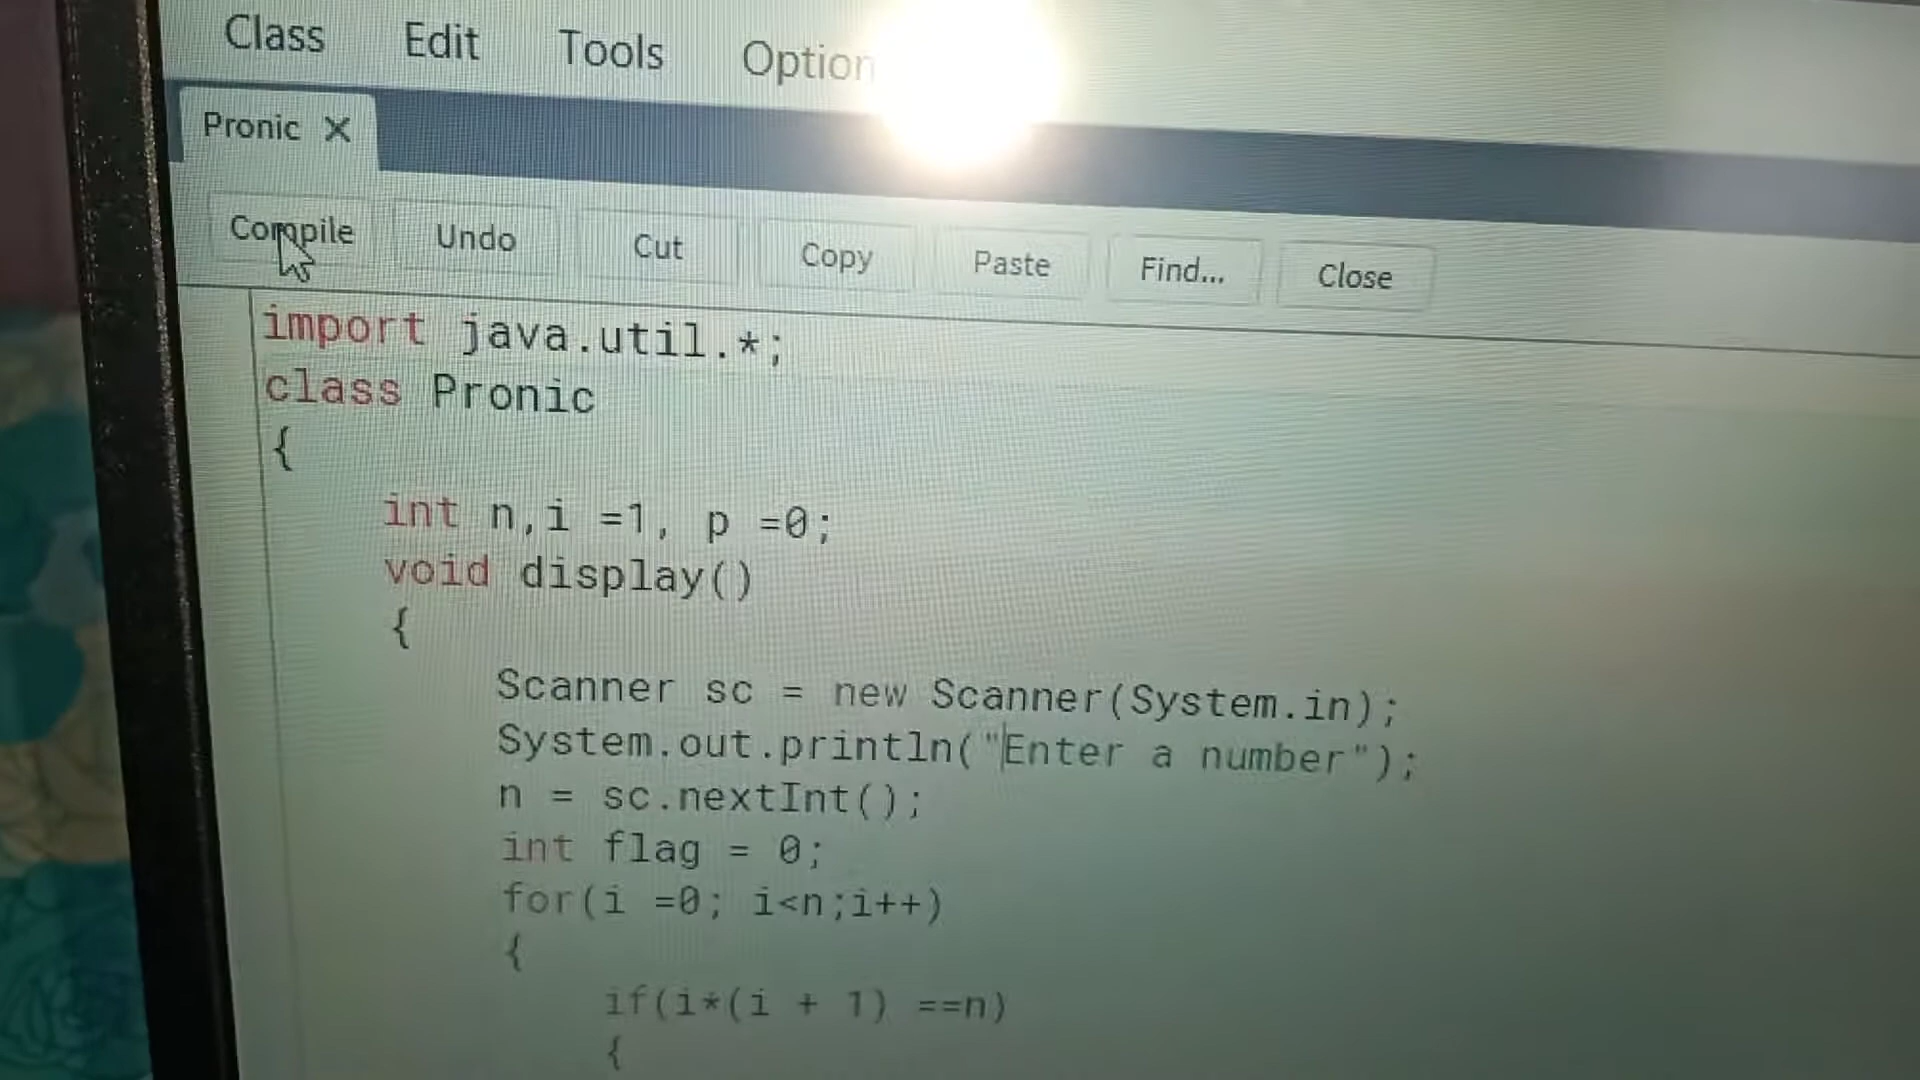 Class Edit Tools Option
Pronic X
Compile Undo Cut Copy Paste Find... Close
import java.util.*;
class Pronic
{
int n,i =1, p =0;
void display()
{
Scanner sc = new Scanner(System.in);
System.out.println("Enter a number");
n = sc.nextInt();
int flag = 0;
for(i =0; i<n;i++)
{
if(i*(i + 1) ==n)
{